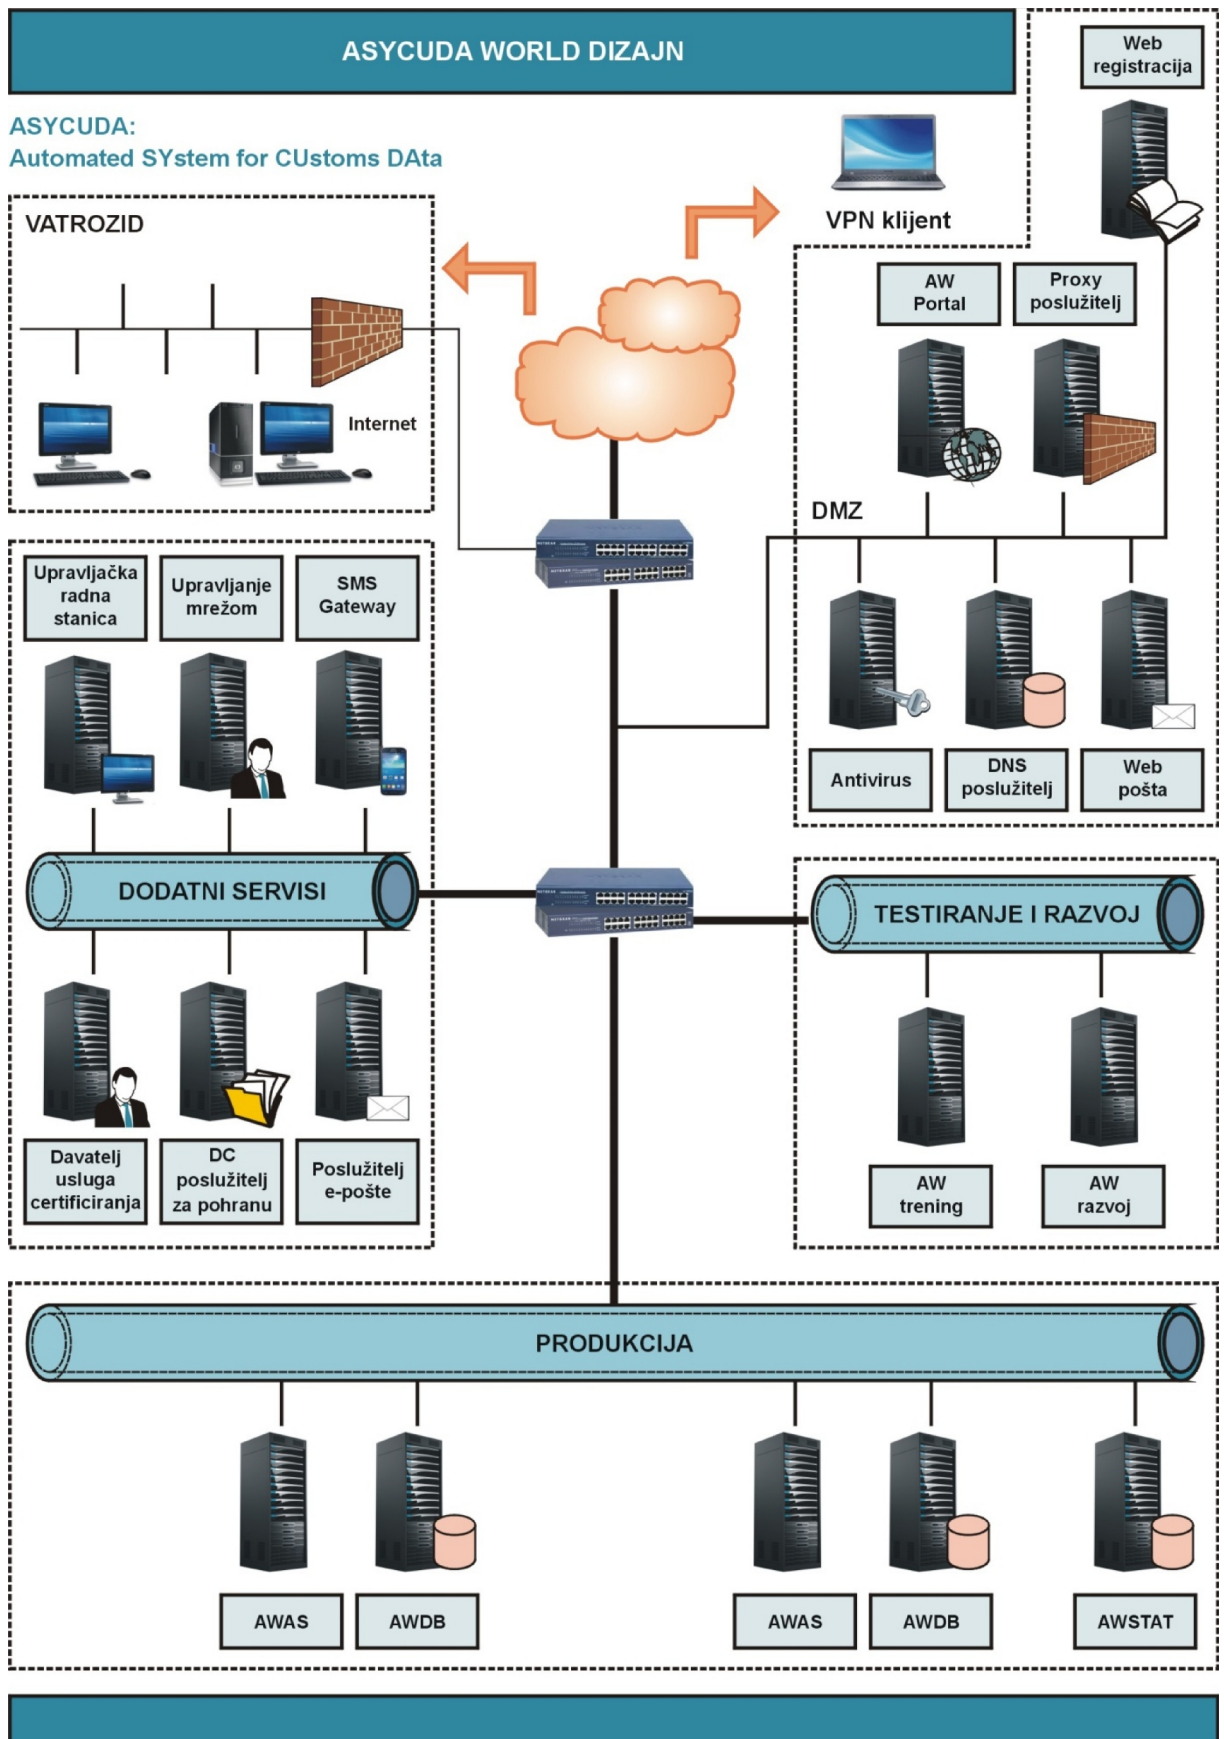 ASYCUDA WORLD DIZAJN
Web
registracija
ASYCUDA:
Automated SYstem for CUstoms DAta
VPN klijent
VATROZID
Internet
AW
Portal
Proxy
poslužitelj
DMZ
Antivirus
DNS
poslužitelj
Web
pošta
Upravljačka
radna
stanica
Upravljanje
mrežom
SMS
Gateway
DODATNI SERVISI
Davatelj
usluga
certificiranja
DC
poslužitelj
za pohranu
Poslužitelj
e-pošte
TESTIRANJE I RAZVOJ
AW
trening
AW
razvoj
PRODUKCIJA
AWAS
AWDB
AWAS
AWDB
AWSTAT